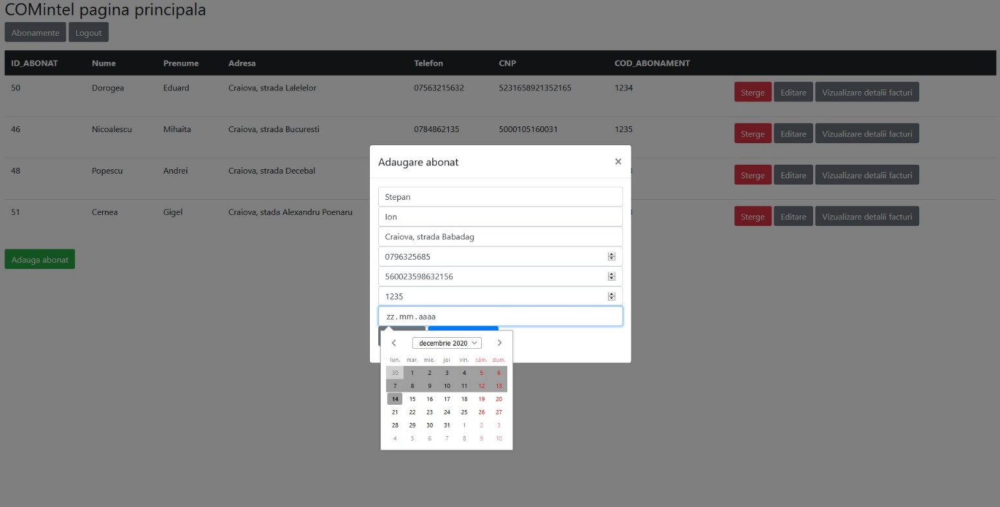 COMintel pagina principala
Abonamente Logout
ID_ABONAT Nume Prenume Adresa Telefon CNP COD_ABONAMENT
50 Dorogea Eduard Craiova, strada Lalelelor 07563215632 5231658921352165 1234 Sterge Editare Vizualizare detalii facturi
46 Nicoalescu Mihaita Craiova, strada Bucuresti 0784862135 5000105160031 1235 Sterge Editare Vizualizare detalii facturi
48 Popescu Andrei Craiova, strada Decebal Sterge Editare Vizualizare detalii facturi
51 Cernea Gigel Craiova, stada Alexandru Poenaru Sterge Editare Vizualizare detalii facturi
Adauga abonat
Adaugare abonat ×
Stepan
Ion
Craiova, strada Babadag
0796325685
560023598632156
1235
zz.mm.aaaa
decembrie 2020
lun. mar. mie. joi vin. sâm. dum.
30 1 2 3 4 5 6
7 8 9 10 11 12 13
14 15 16 17 18 19 20
21 22 23 24 25 26 27
28 29 30 31 1 2 3
4 5 6 7 8 9 10